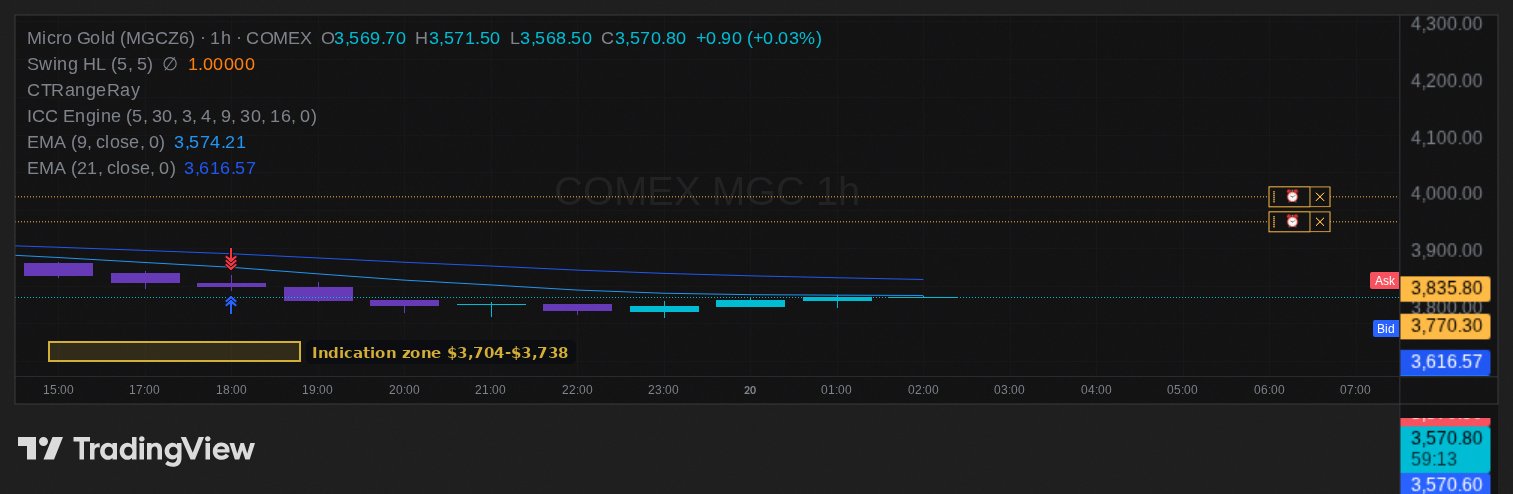 Micro Gold (MGCZ6) · 1h · COMEX O3,569.70 H3,571.50 L3,568.50 C3,570.80 +0.90 (+0.03%)
Swing HL (5, 5) ∅ 1.00000
CTRangeRay
ICC Engine (5, 30, 3, 4, 9, 30, 16, 0)
EMA (9, close, 0) 3,574.21
EMA (21, close, 0) 3,616.57
COMEX MGC 1h
4,300.00
4,200.00
4,100.00
4,000.00
3,900.00
Ask
3,835.80
3,800.00
3,770.30
Bid
3,616.57
Indication zone $3,704-$3,738
15:00 17:00 18:00 19:00 20:00 21:00 22:00 23:00 20 01:00 02:00 03:00 04:00 05:00 06:00 07:00
TradingView
3,570.80
59:13
3,570.60